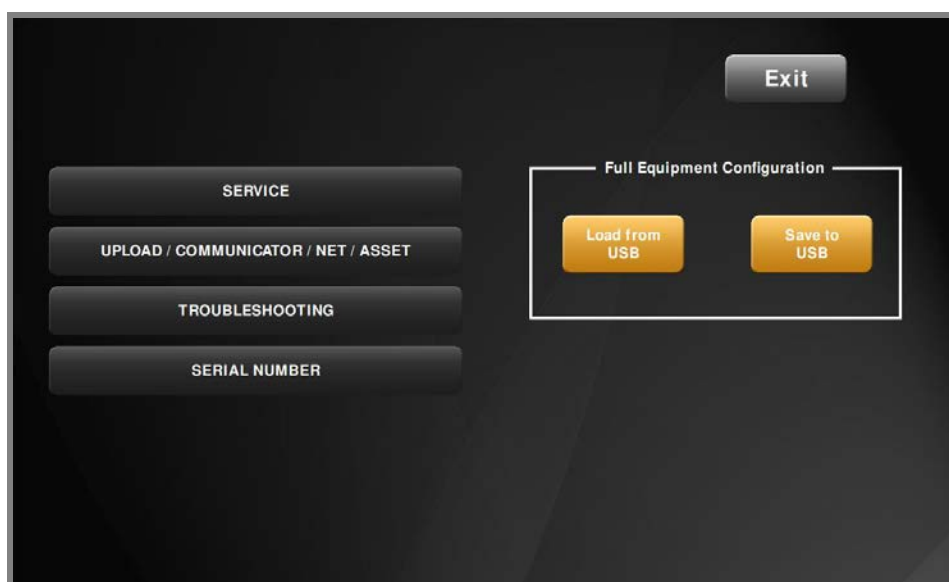 Exit
SERVICE
UPLOAD / COMMUNICATOR / NET / ASSET
TROUBLESHOOTING
SERIAL NUMBER
Full Equipment Configuration
Load from
USB
Save to
USB